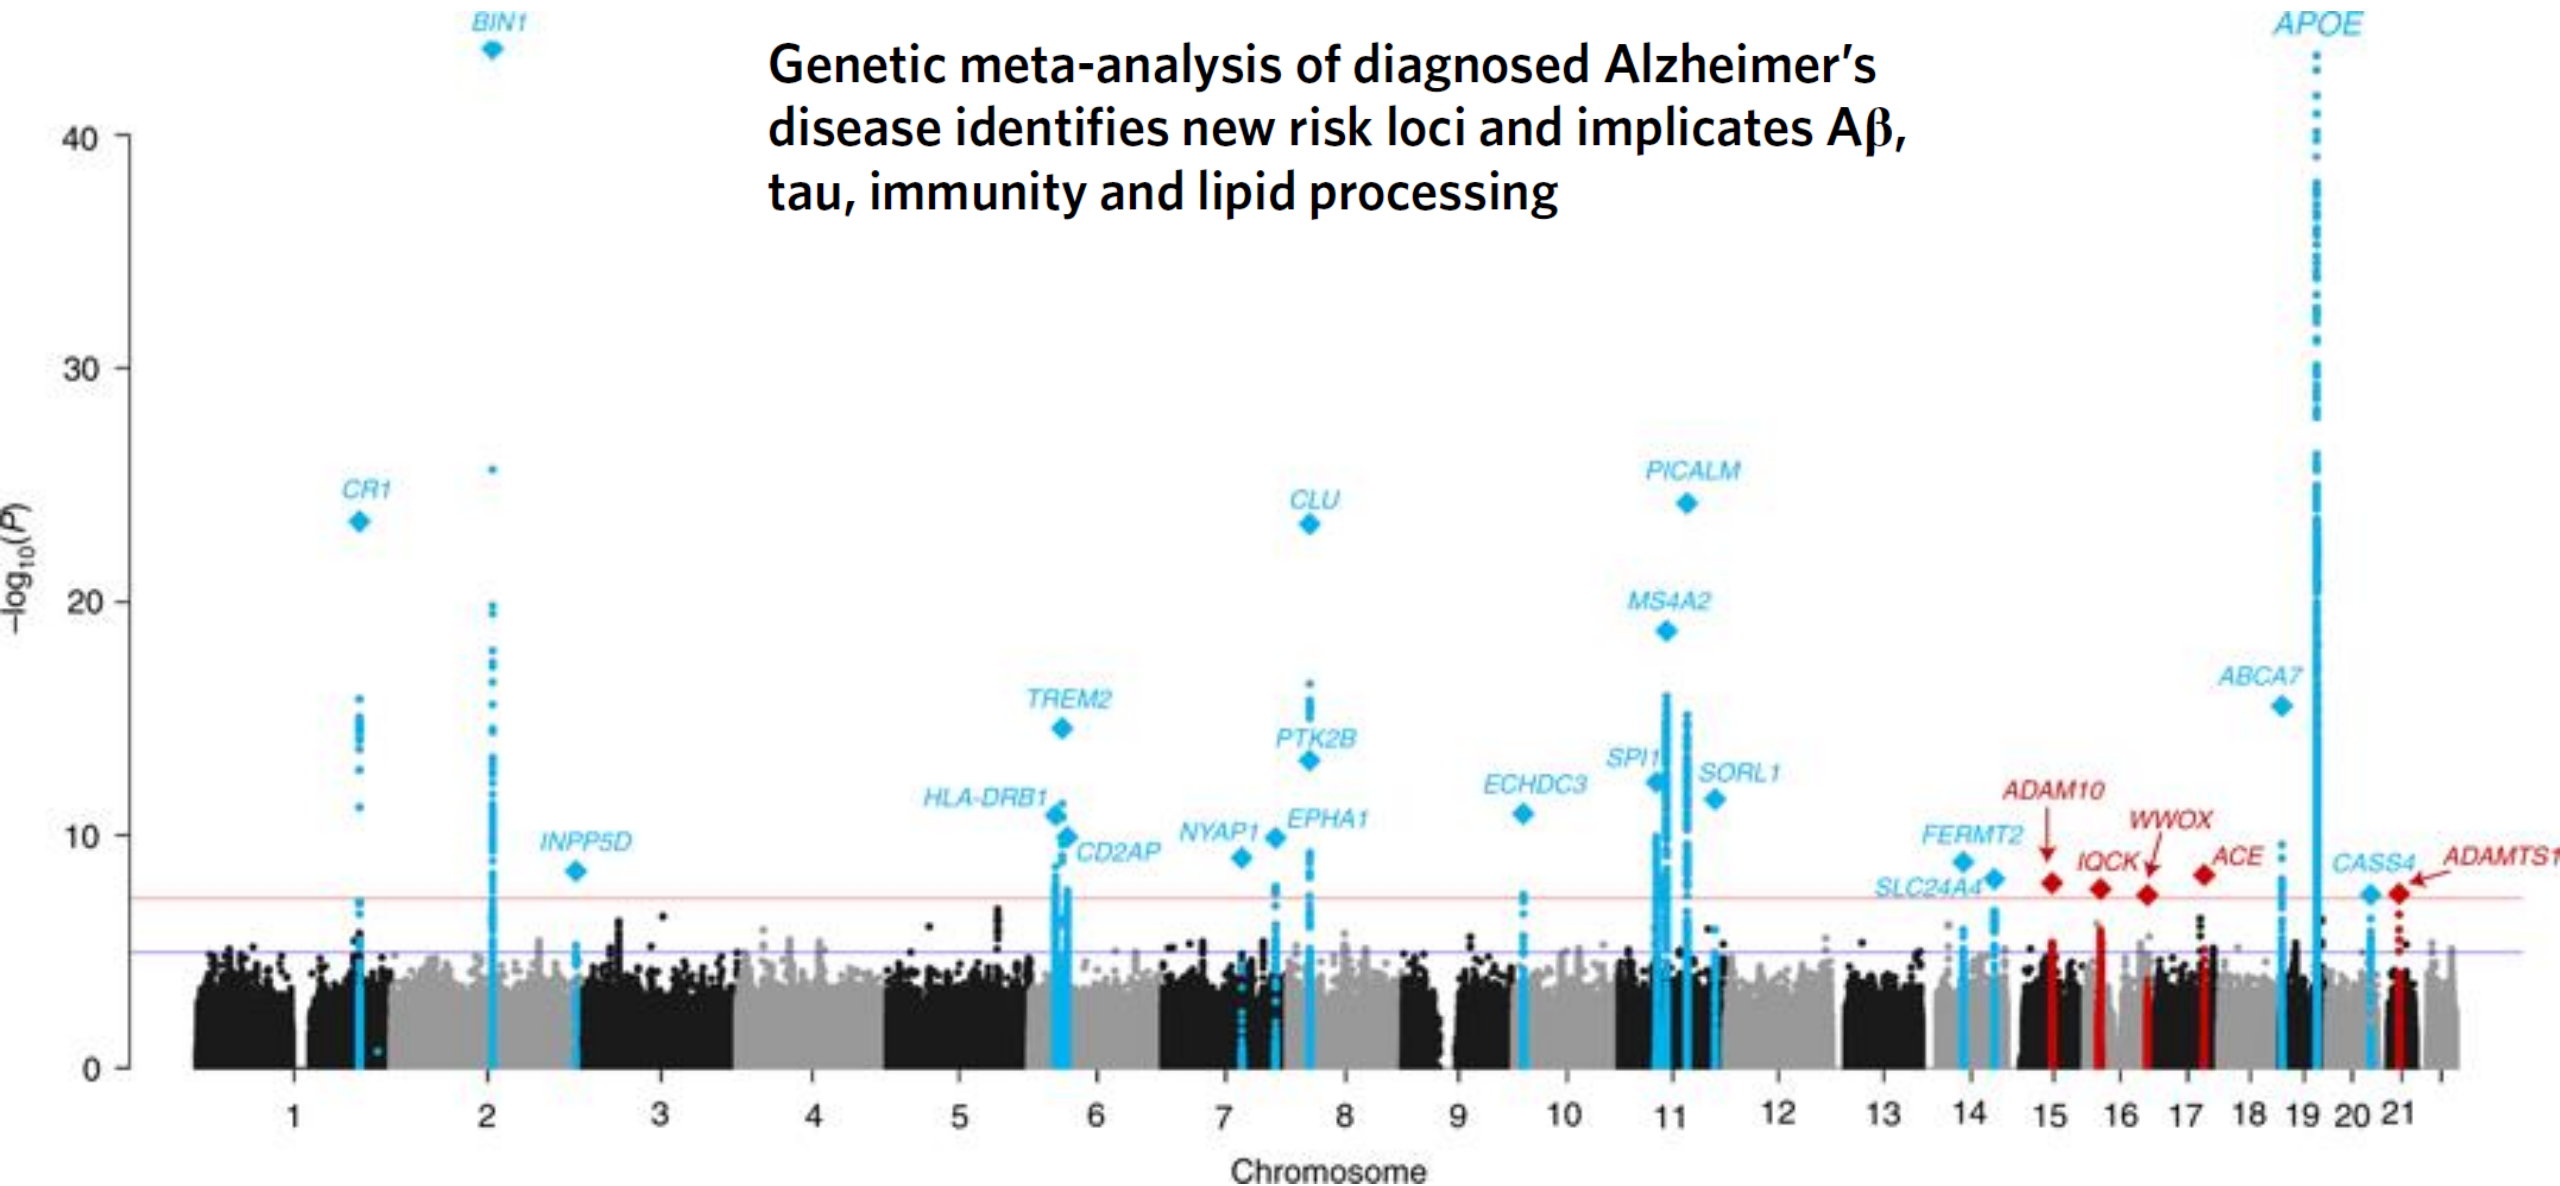 BIN1
APOE
Genetic meta-analysis of diagnosed Alzheimer's
disease identifies new risk loci and implicates Aβ,
tau, immunity and lipid processing
40
30
PICALM
CR1
CLU
–log10(P)
20
MS4A2
ABCA7
TREM2
PTK2B
SPI1
SORL1
ECHDC3
ADAM10
HLA-DRB1
EPHA1
WWOX
NYAP1
FERMT2
10
INPP5D
CD2AP
IQCK
ACE
CASS4
ADAMTS1
SLC24A4
0
1 2 3 4 5 6 7 8 9 10 11 12 13 14 15 16 17 18 19 20 21
Chromosome